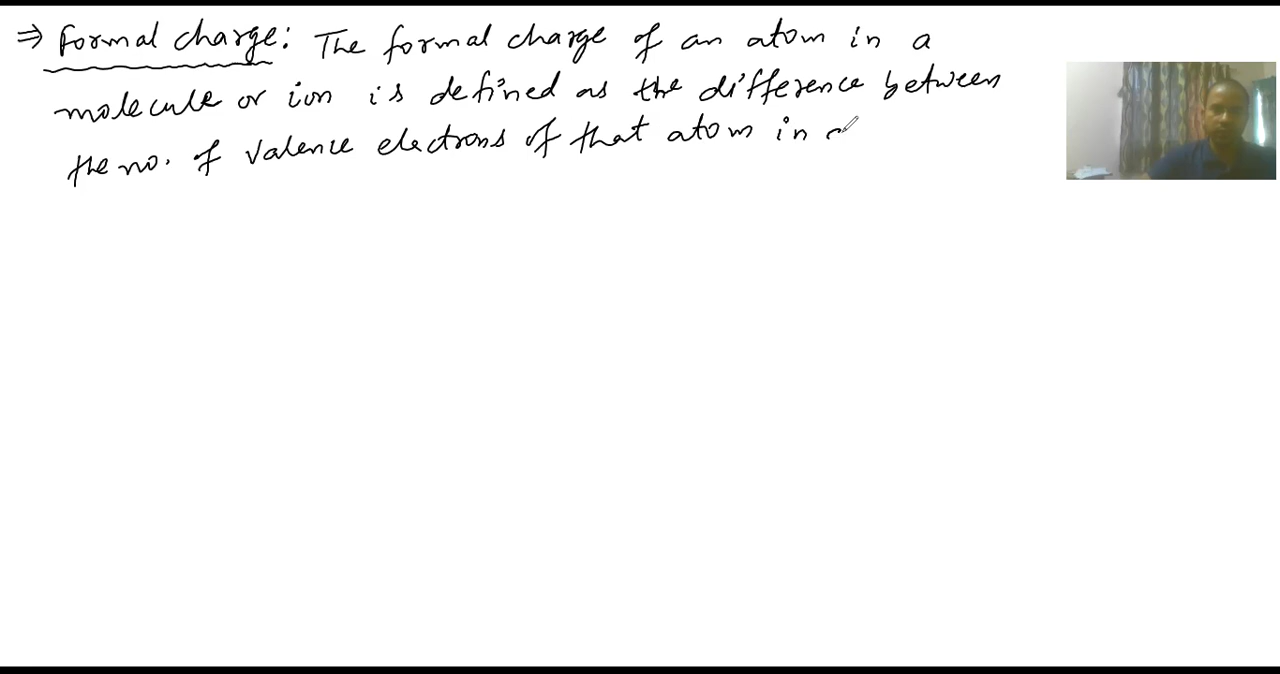 ⇒ Formal charge: The formal charge of an atom in a
molecule or ion is defined as the difference between
the no. of valence electrons of that atom in